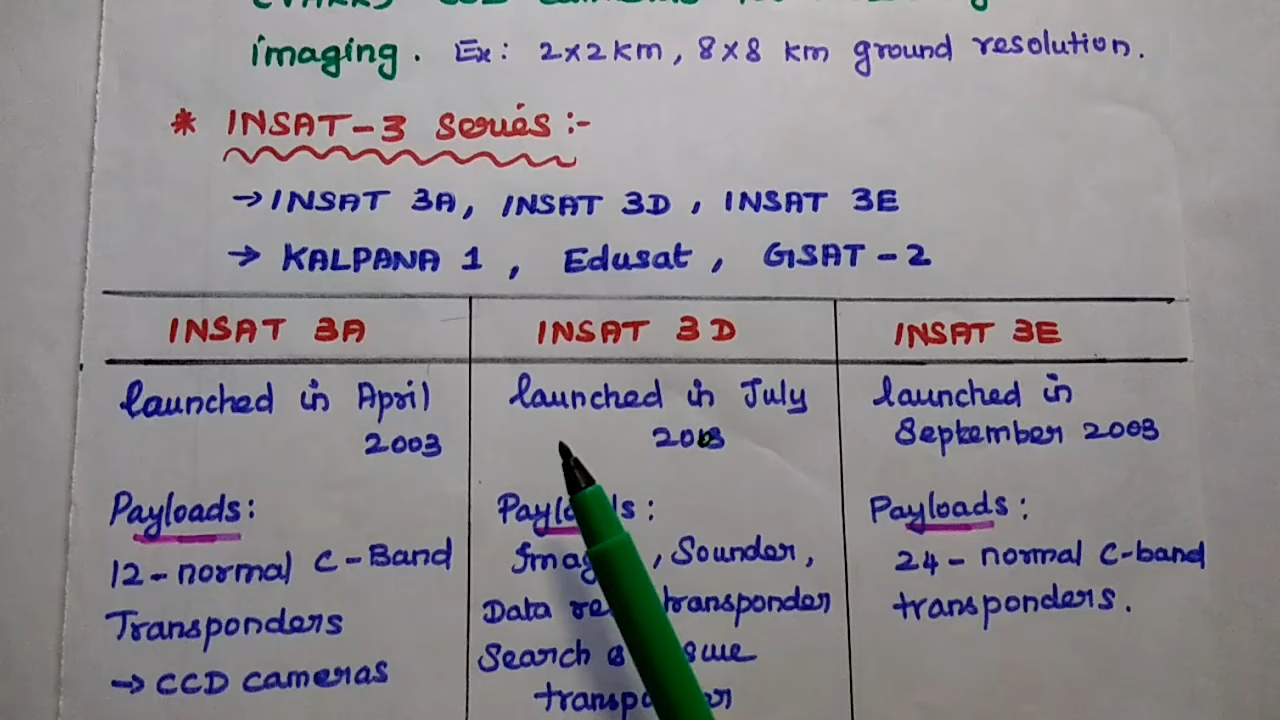 imaging. Ex: 2x2km, 8x8 km ground resolution.
* INSAT-3 Series :-
→ INSAT 3A, INSAT 3D, INSAT 3E
→ KALPANA 1, Edusat, GSAT-2
INSAT 3A
launched in April
2003
Payloads:
12-normal C-Band
Transponders
→ CCD cameras
INSAT 3D
launched in July
2013
Payloads:
, Sounder,
Data transponder
Search
INSAT 3E
launched in
September 2003
Payloads:
24-normal C-band
transponders.